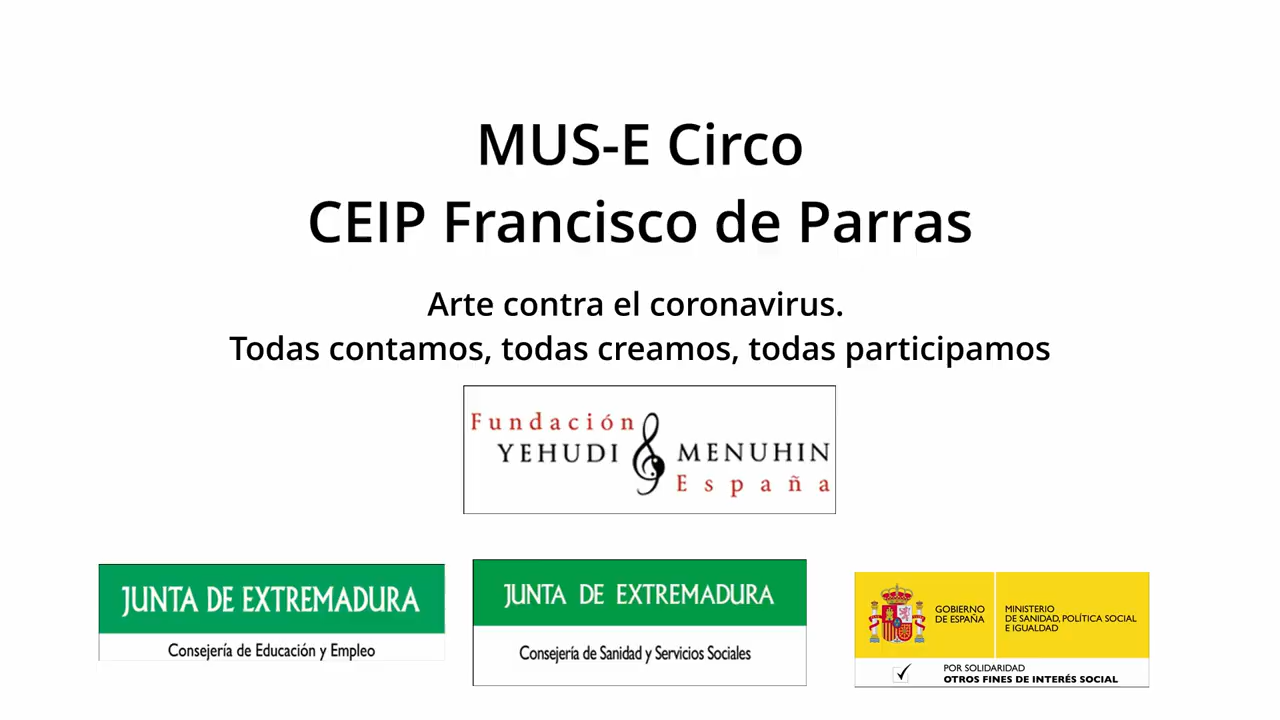 MUS-E Circo
CEIP Francisco de Parras
Arte contra el coronavirus.
Todas contamos, todas creamos, todas participamos
Fundación
YEHUDI MENUHIN
España
JUNTA DE EXTREMADURA
Consejería de Educación y Empleo
JUNTA DE EXTREMADURA
Consejería de Sanidad y Servicios Sociales
GOBIERNO
DE ESPAÑA
MINISTERIO
DE SANIDAD, POLÍTICA SOCIAL
E IGUALDAD
POR SOLIDARIDAD
OTROS FINES DE INTERÉS SOCIAL